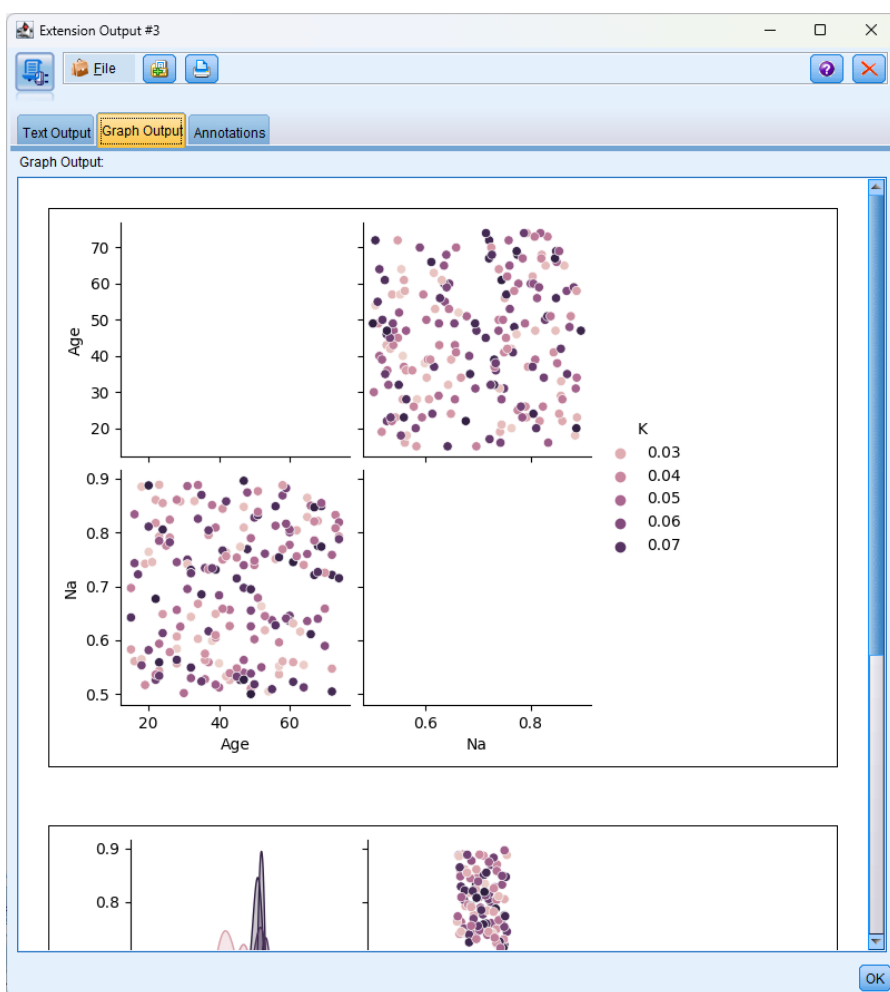 Extension Output #3
File
Text Output Graph Output Annotations
Graph Output:
70
60
50
40
30
20
Age
K
0.03
0.04
0.05
0.06
0.07
0.9
0.8
0.7
0.6
0.5
Na
20 40 60
Age
0.6 0.8
Na
0.9
0.8
OK